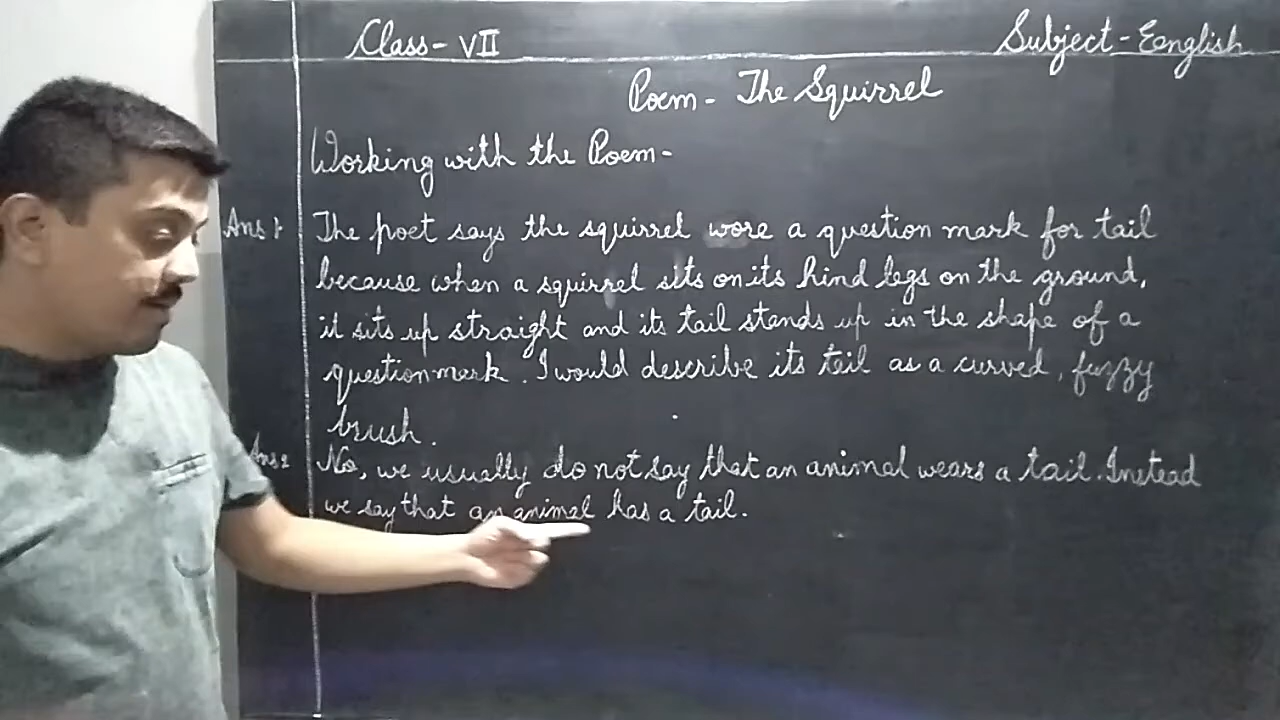 Class - VII
Subject - Eenglish
Poem - The Squirrel
Working with the Poem -
Ans 1 The poet says the squirrel wore a question mark for tail
because when a squirrel sits on its hind legs on the ground,
it sits up straight and its tail stands up in the shape of a
question mark. I would describe its teil as a curved, fuzzy
brush.
Ans 2 No, we usually do not say that an animal wears a tail. Instead
we say that an animal has a tail.